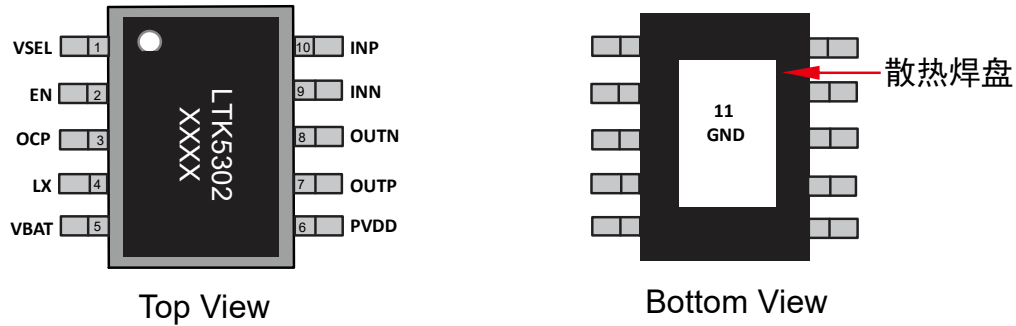 VSEL 1 10 INP
EN 2 9 INN
OCP 3 8 OUTN
LX 4 7 OUTP
VBAT 5 6 PVDD
LTK5302
XXXX
Top View
散热焊盘
11
GND
Bottom View